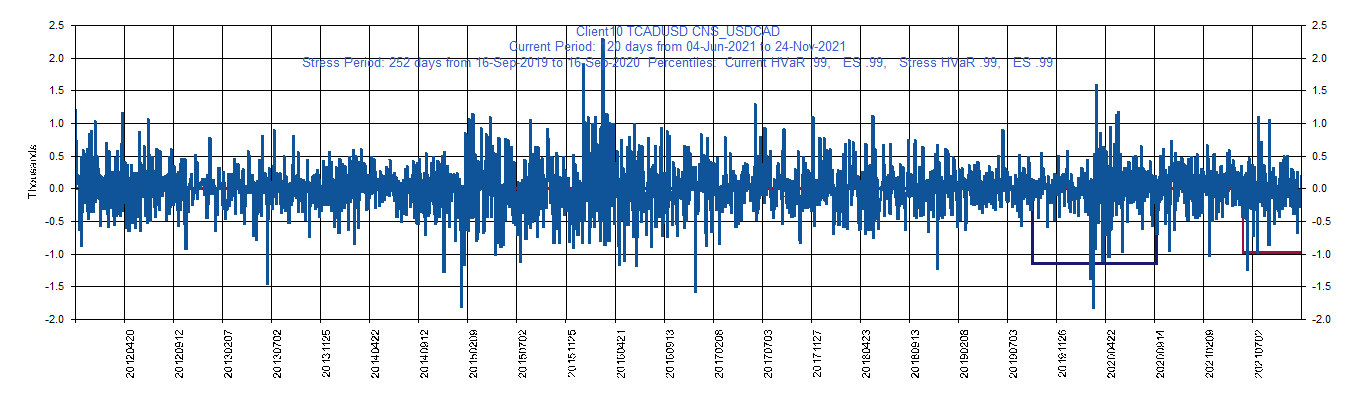 Client10 TCADUSD CNS_USDCAD
Current Period: 120 days from 04-Jun-2021 to 24-Nov-2021
Stress Period: 252 days from 16-Sep-2019 to 16-Sep-2020 Percentiles: Current HVaR .99, ES .99, Stress HVaR .99, ES .99
2.5 2.5
2.0 2.0
1.5 1.5
1.0 1.0
0.5 0.5
0.0 0.0
-0.5 -0.5
-1.0 -1.0
-1.5 -1.5
-2.0 -2.0
Thousands
20120420 20120912 20130207 20130702 20131125 20140422 20140912 20150209 20150702 20151125 20160421 20160913 20170208 20170703 20171127 20180423 20180913 20190208 20190703 20191126 20200422 20200914 20210209 20210702